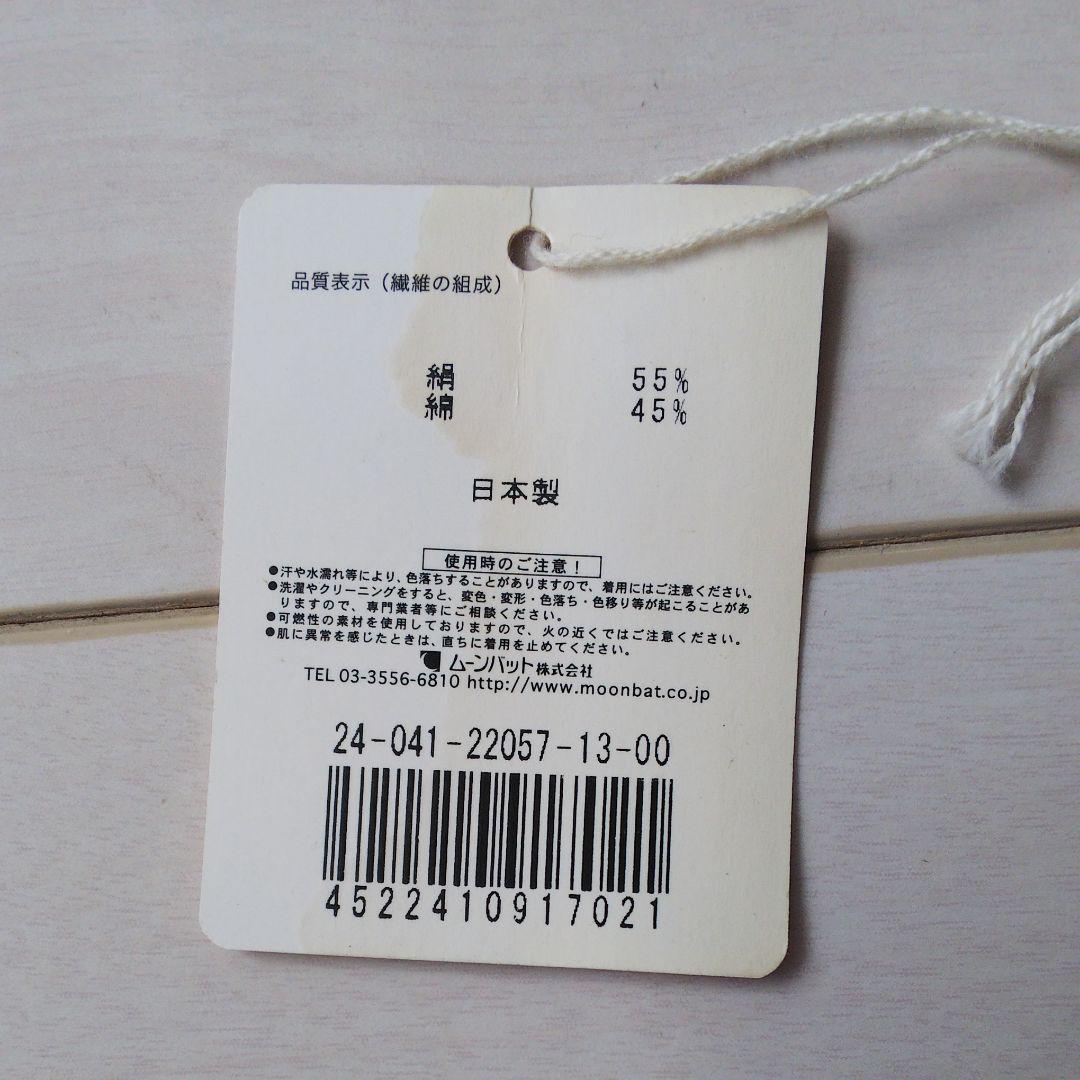 品質表示（繊維の組成）
絹 55%
綿 45%
日本製
使用時のご注意！
●汗や水濡れ等により、色落ちすることがありますので、着用にはご注意ください。
●洗濯やクリーニングをすると、変色・変形・色落ち・色移り等が起こることがあ
りますので、専門業者等にご相談ください。
●可燃性の素材を使用しておりますので、火の近くではご注意ください。
●肌に異常を感じたときは、直ちに着用を止めてください。
ムーンバット株式会社
TEL 03-3556-6810 http://www.moonbat.co.jp
24-041-22057-13-00
4522410917021